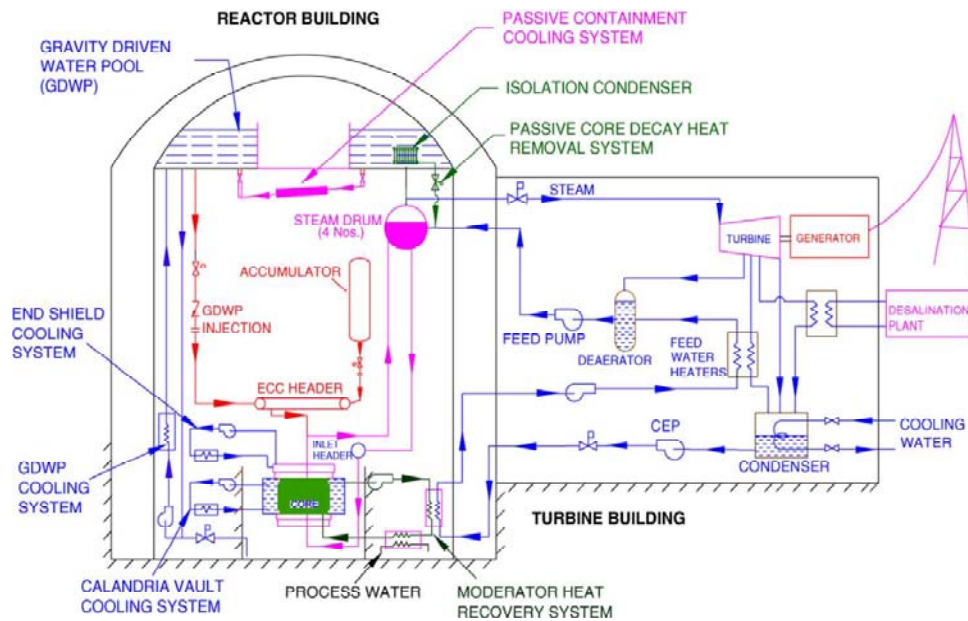 REACTOR BUILDING
PASSIVE CONTAINMENT
COOLING SYSTEM
GRAVITY DRIVEN
WATER POOL
(GDWP)
ISOLATION CONDENSER
PASSIVE CORE DECAY HEAT
REMOVAL SYSTEM
P
STEAM
STEAM DRUM
(4 Nos.)
TURBINE
GENERATOR
ACCUMULATOR
GDWP
INJECTION
END SHIELD
COOLING
SYSTEM
FEED PUMP
DEAERATOR
FEED
WATER
HEATERS
DESALINATION
PLANT
ECC HEADER
INLET
HEADER
P
CEP
COOLING
WATER
CONDENSER
GDWP
COOLING
SYSTEM
CORE
P
TURBINE BUILDING
CALANDRIA VAULT
COOLING SYSTEM
PROCESS WATER
MODERATOR HEAT
RECOVERY SYSTEM